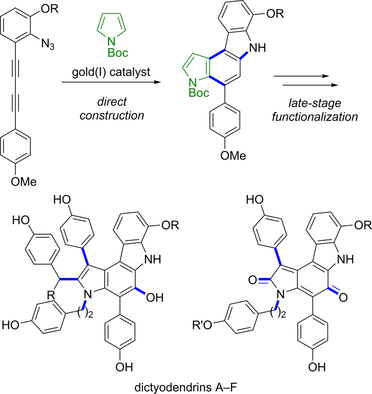 OR
N₃
OMe
N
Boc
gold(I) catalyst
direct
construction
OR
NH
N
Boc
OMe
late-stage
functionalization
HO
HO
OR
NH
R
N
OH
HO
( )₂
OH
HO
OR
O
NH
N
O
R'O
( )₂
OH
dictyodendrins A–F